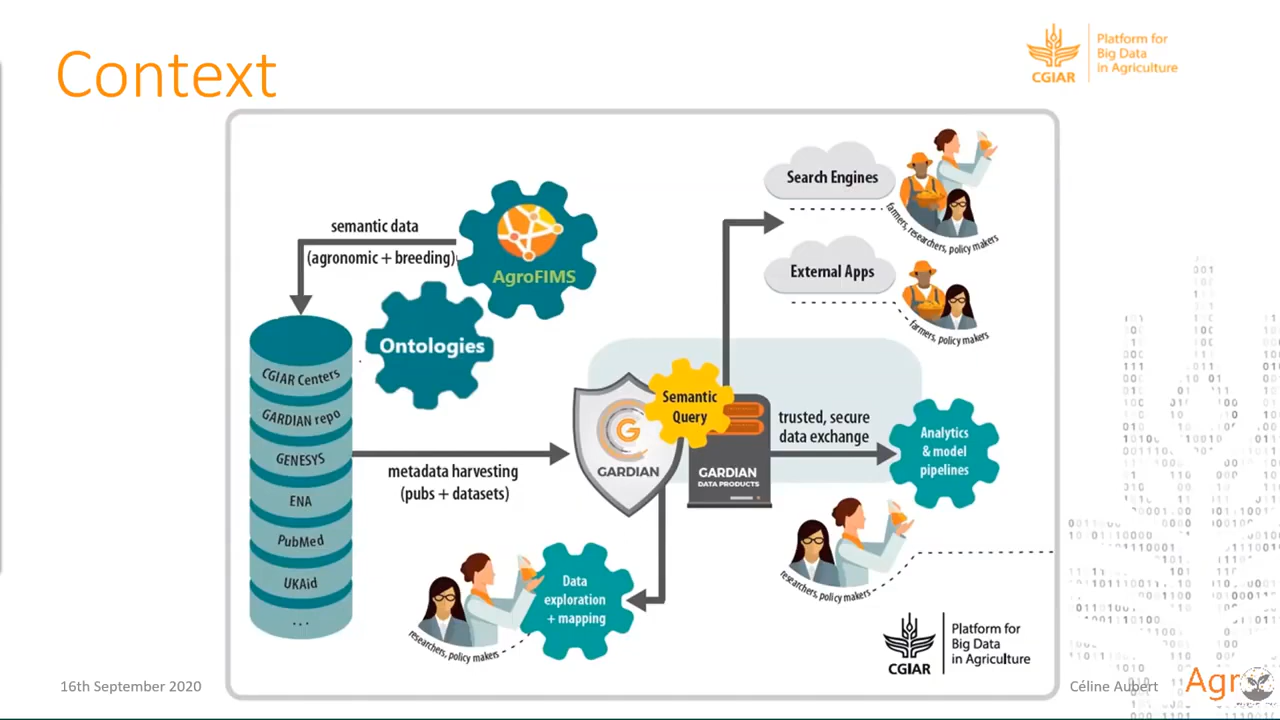 Context
CGIAR
Platform for
Big Data
in Agriculture
semantic data
(agronomic + breeding)
AgroFIMS
Ontologies
CGIAR Centers
GARDIAN repo
GENESYS
ENA
PubMed
UKAid
...
metadata harvesting
(pubs + datasets)
G
GARDIAN
Semantic
Query
GARDIAN
DATA PRODUCTS
Search Engines
farmers, researchers, policy makers
External Apps
farmers, policy makers
trusted, secure
data exchange
Analytics
& model
pipelines
researchers, policy makers
Data
exploration
+ mapping
researchers, policy makers
CGIAR
Platform for
Big Data
in Agriculture
16th September 2020
Céline Aubert
Agr